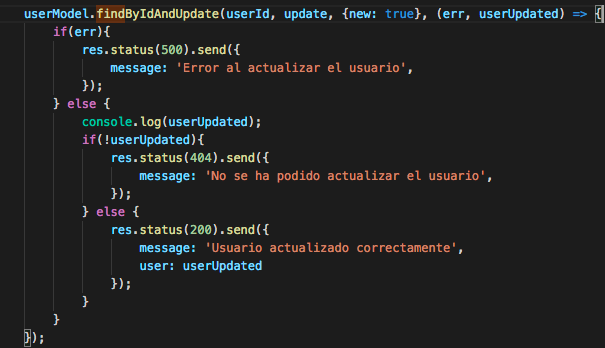 userModel.findByIdAndUpdate(userId, update, {new: true}, (err, userUpdated) => {
    if(err){
        res.status(500).send({
            message: 'Error al actualizar el usuario',
        });
    } else {
        console.log(userUpdated);
        if(!userUpdated){
            res.status(404).send({
                message: 'No se ha podido actualizar el usuario',
            });
        } else {
            res.status(200).send({
                message: 'Usuario actualizado correctamente',
                user: userUpdated
            });
        }
    }
});